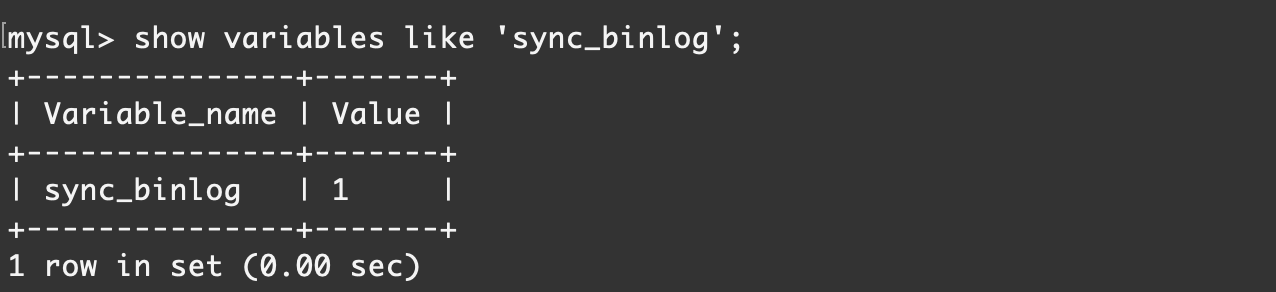 [mysql> show variables like 'sync_binlog';
+---------------+-------+
| Variable_name | Value |
+---------------+-------+
| sync_binlog   | 1     |
+---------------+-------+
1 row in set (0.00 sec)